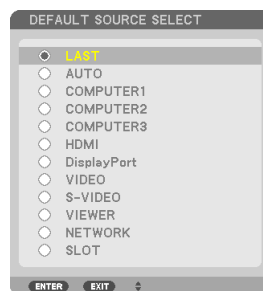 DEFAULT SOURCE SELECT
LAST
AUTO
COMPUTER1
COMPUTER2
COMPUTER3
HDMI
DisplayPort
VIDEO
S-VIDEO
VIEWER
NETWORK
SLOT
ENTER EXIT